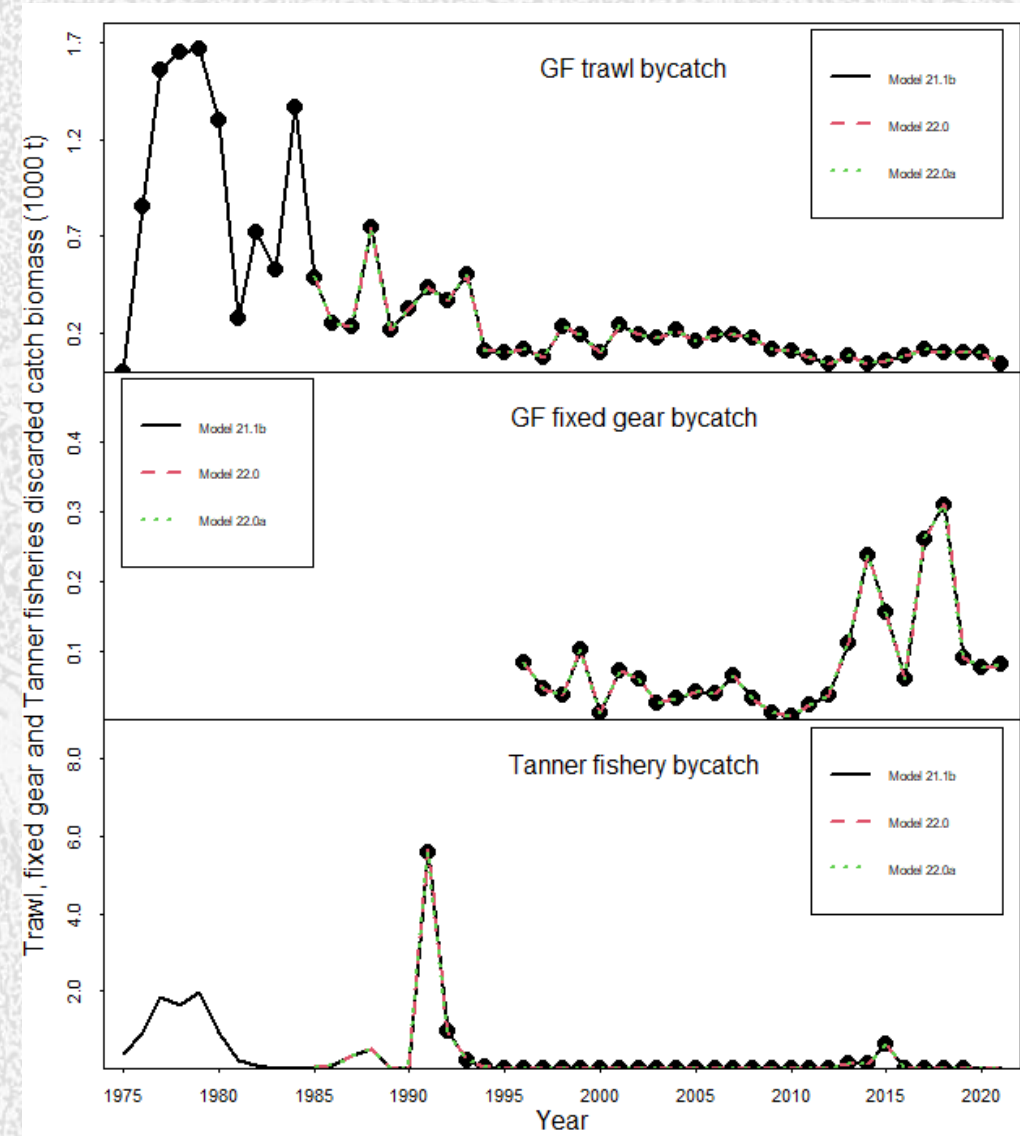 Trawl, fixed gear and Tanner fisheries discarded catch biomass (1000 t)
GF trawl bycatch
1.7
1.2
0.7
0.2
Model 21.1b
Model 22.0
Model 22.0a
GF fixed gear bycatch
0.4
0.3
0.2
0.1
Model 21.1b
Model 22.0
Model 22.0a
Tanner fishery bycatch
8.0
6.0
4.0
2.0
Model 21.1b
Model 22.0
Model 22.0a
1975 1980 1985 1990 1995 2000 2005 2010 2015 2020
Year